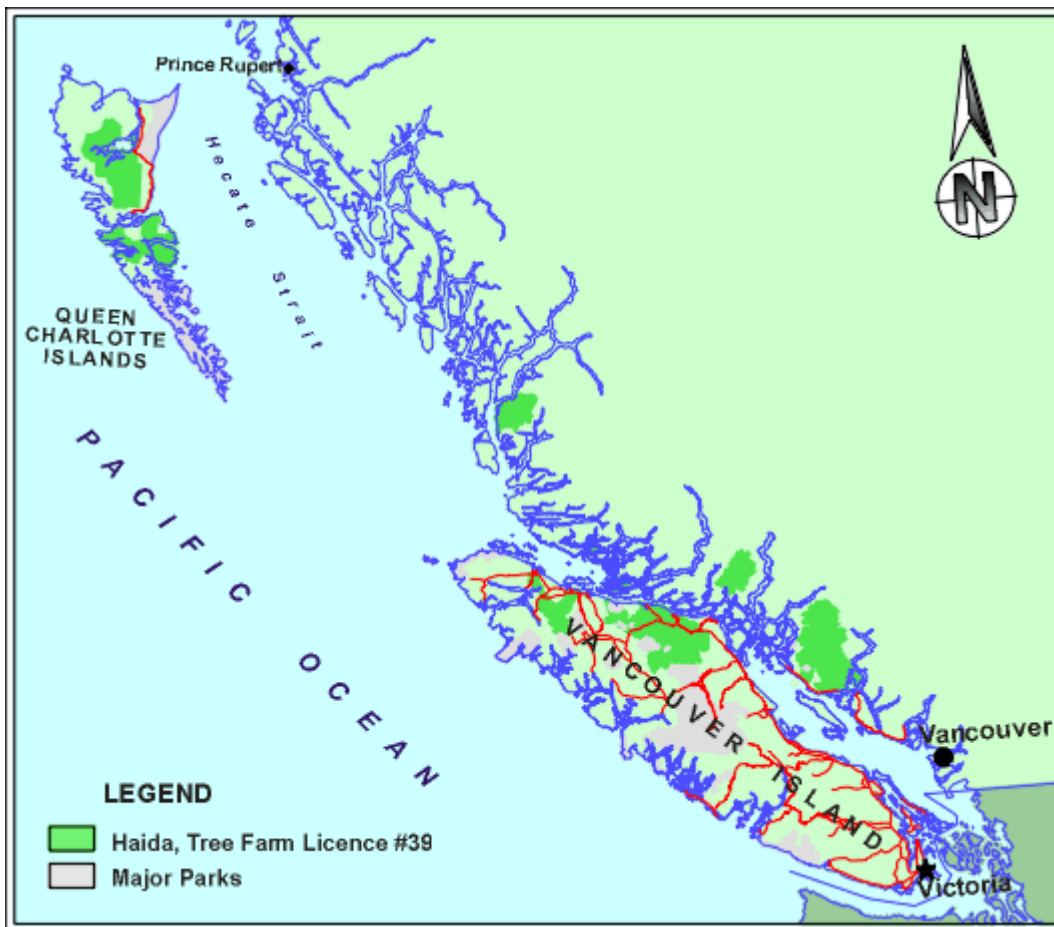 Prince Rupert
Hecate Strait
QUEEN
CHARLOTTE
ISLANDS
N
PACIFIC OCEAN
VANCOUVER ISLAND
Vancouver
Victoria
LEGEND
Haida, Tree Farm Licence #39
Major Parks